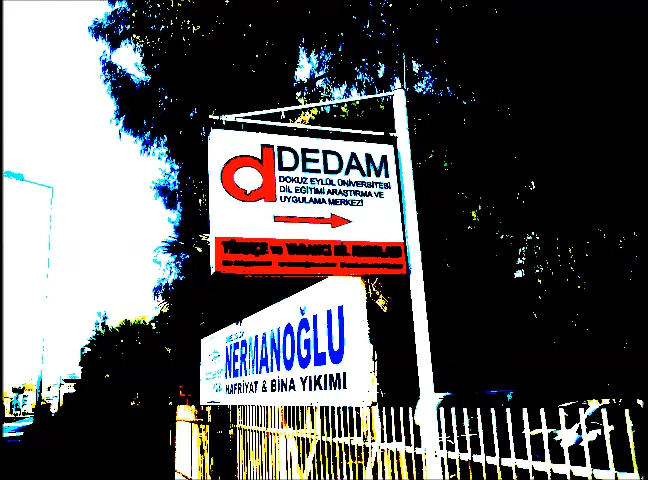 DEDAM
DOKUZ EYLÜL ÜNİVERSİTESİ
DİL EĞİTİMİ ARAŞTIRMA VE
UYGULAMA MERKEZİ
TÜRKÇE ve YABANCI DİL KURSLARI
NERMANOĞLU
HAFRİYAT & BİNA YIKIMI